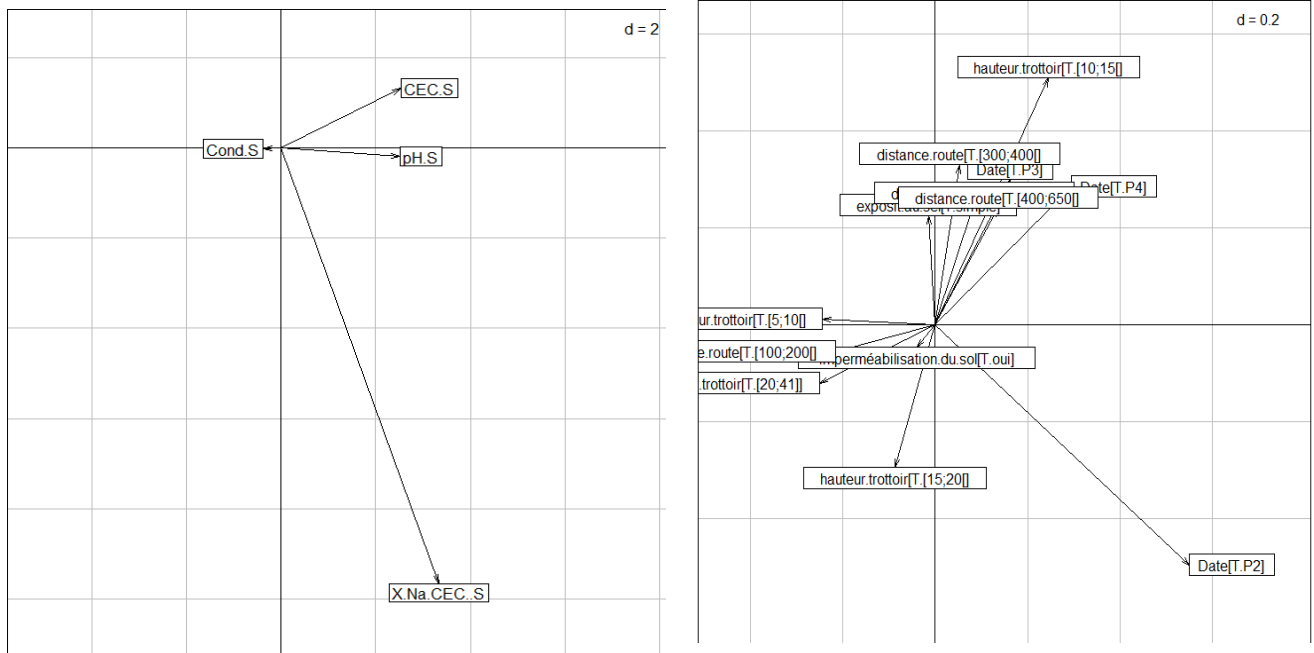 d = 2
CEC.S
Cond.S
pH.S
X.Na.CEC..S
d = 0.2
hauteur.trottoir[T.[10;15[]
distance.route[T.[300;400[]
Date[T.P3]
Date[T.P4]
distance.route[T.[400;650[]
ur.trottoir[T.[5;10[]
e.route[T.[100;200[]
imperméabilisation.du.sol[T.oui]
.trottoir[T.[20;41]]
hauteur.trottoir[T.[15;20[]
Date[T.P2]